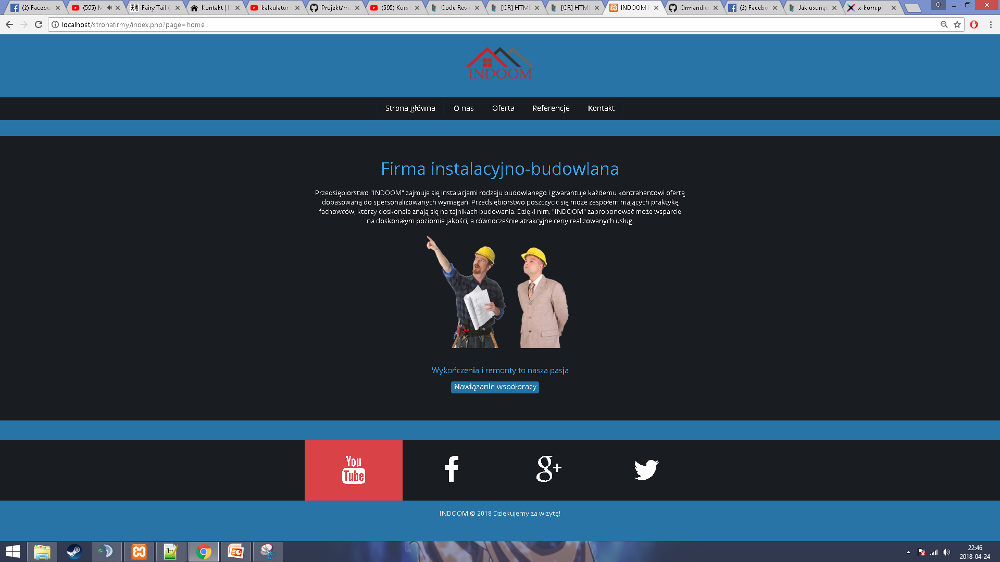 (2) Facebo
(595) M
Fairy Tail (
Kontakt | I
kalkulator
Projekt/m
(595) Kurs
Code Revi
[CR] HTM
[CR] HTM
INDOOM
Ormandie
(2) Facebo
Jak usuną
x-kom.pl -
O
localhost/stronafirmy/index.php?page=home
INDOOM
Strona główna
O nas
Oferta
Referencje
Kontakt
Firma instalacyjno-budowlana
Przedsiębiorstwo "INDOOM" zajmuje się instalacjami rodzaju budowlanego i gwarantuje każdemu kontrahentowi ofertę
dopasowaną do spersonalizowanych wymagań. Przedsiębiorstwo poszczycić się może zespołem mających praktykę
fachowców, którzy doskonale znają się na tajnikach budowania. Dzięki nim, "INDOOM" zaproponować może wsparcie
na doskonałym poziomie jakości, a równocześnie atrakcyjne ceny realizowanych usług.
Wykończenia i remonty to nasza pasja
Nawiązanie współpracy
You
Tube
INDOOM © 2018 Dziękujemy za wizytę!
22:46
2018-04-24